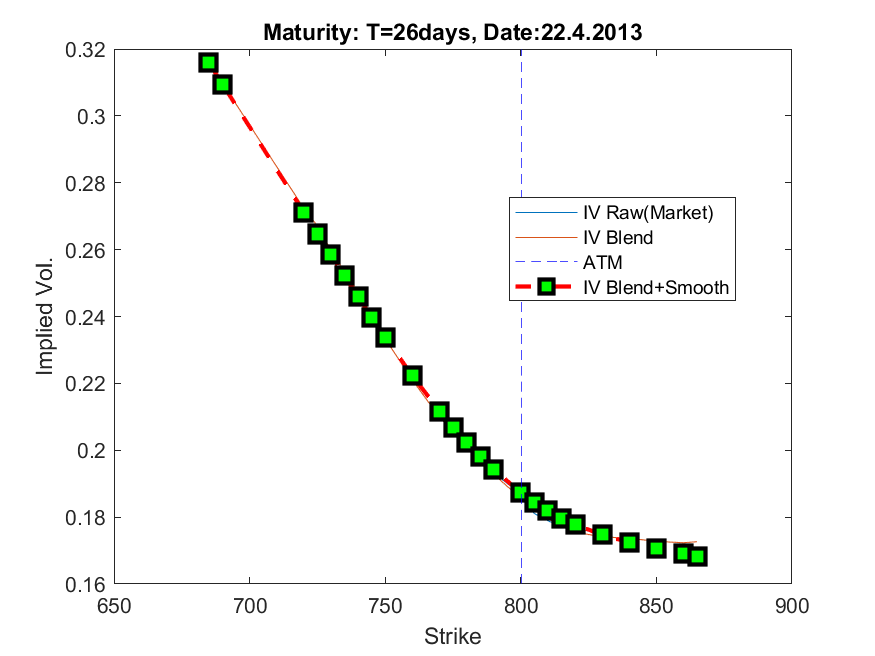 Maturity: T=26days, Date:22.4.2013
0.32
0.3
0.28
0.26
0.24
0.22
0.2
0.18
0.16
Implied Vol.
IV Raw(Market)
IV Blend
ATM
IV Blend+Smooth
650 700 750 800 850 900
Strike